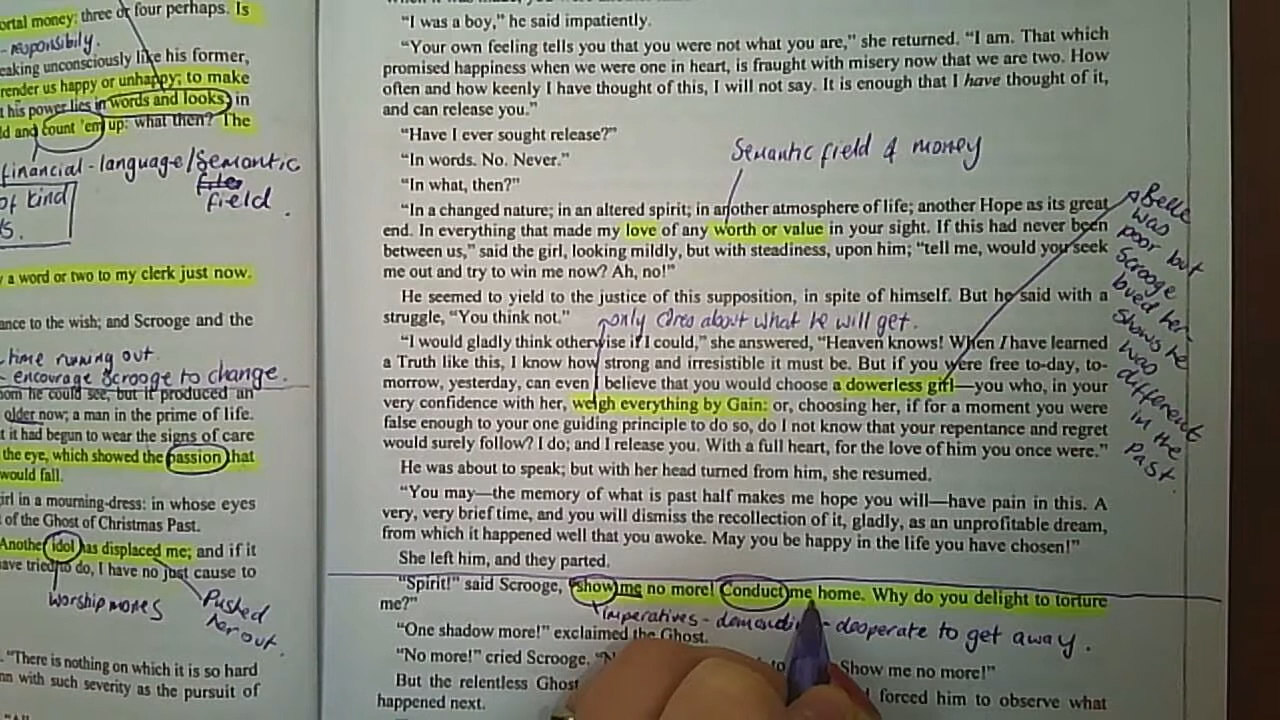 ortal money: three or four perhaps. Is
- responsibily.
eaking unconsciously like his former,
render us happy or unhappy; to make
t his power lies in words and looks, in
ld and count 'em up: what then? The
financial - language/Semantic
field.
of kind
s.
y a word or two to my clerk just now.
ance to the wish; and Scrooge and the
- time running out.
- encourage Scrooge to change.
hom he could see, but it produced an
older now; a man in the prime of life.
t it had begun to wear the signs of care
the eye, which showed the passion that
would fall.
girl in a mourning-dress: in whose eyes
of the Ghost of Christmas Past.
Another idol has displaced me; and if it
ave tried to do, I have no just cause to
worships money
Pushed
her out.
"There is nothing on which it is so hard
nn with such severity as the pursuit of
"I was a boy," he said impatiently.
"Your own feeling tells you that you were not what you are," she returned. "I am. That which
promised happiness when we were one in heart, is fraught with misery now that we are two. How
often and how keenly I have thought of this, I will not say. It is enough that I have thought of it,
and can release you."
"Have I ever sought release?"
"In words. No. Never."
Semantic field of money
"In what, then?"
"In a changed nature; in an altered spirit; in another atmosphere of life; another Hope as its great
end. In everything that made my love of any worth or value in your sight. If this had never been
between us," said the girl, looking mildly, but with steadiness, upon him; "tell me, would you seek
me out and try to win me now? Ah, no!"
He seemed to yield to the justice of this supposition, in spite of himself. But he said with a
struggle, "You think not."
only cares about what he will get.
"I would gladly think otherwise if I could," she answered, "Heaven knows! When I have learned
a Truth like this, I know how strong and irresistible it must be. But if you were free to-day, to-
morrow, yesterday, can even I believe that you would choose a dowerless girl—you who, in your
very confidence with her, weigh everything by Gain: or, choosing her, if for a moment you were
false enough to your one guiding principle to do so, do I not know that your repentance and regret
would surely follow? I do; and I release you. With a full heart, for the love of him you once were."
He was about to speak; but with her head turned from him, she resumed.
"You may—the memory of what is past half makes me hope you will—have pain in this. A
very, very brief time, and you will dismiss the recollection of it, gladly, as an unprofitable dream,
from which it happened well that you awoke. May you be happy in the life you have chosen!"
She left him, and they parted.
"Spirit!" said Scrooge, "show me no more! Conduct me home. Why do you delight to torture
me?"
imperatives - - desperate to get away.
"One shadow more!" exclaimed the Ghost.
"No more!" cried Scrooge, Show me no more!"
But the relentless Ghost forced him to observe what
happened next.
Belle
was
poor but
Scrooge
loved her
Shows he
was
different
in the
past.